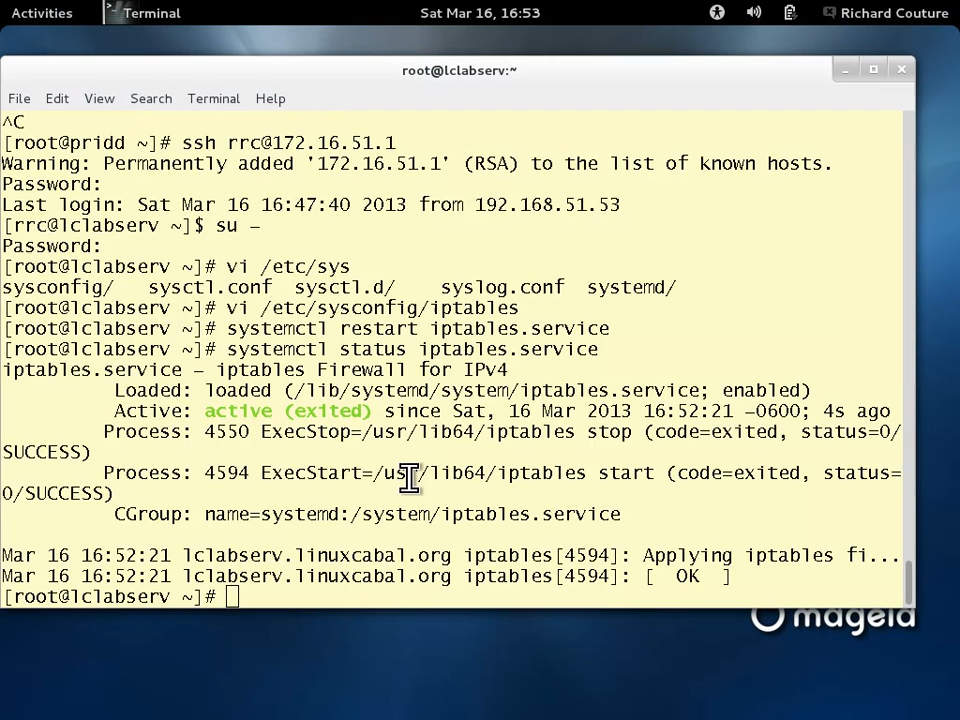 Activities Terminal Sat Mar 16, 16:53 Richard Couture
root@lclabserv:~
File Edit View Search Terminal Help
^C
[root@pridd ~]# ssh rrc@172.16.51.1
Warning: Permanently added '172.16.51.1' (RSA) to the list of known hosts.
Password:
Last login: Sat Mar 16 16:47:40 2013 from 192.168.51.53
[rrc@lclabserv ~]$ su -
Password:
[root@lclabserv ~]# vi /etc/sys
sysconfig/ sysctl.conf sysctl.d/ syslog.conf systemd/
[root@lclabserv ~]# vi /etc/sysconfig/iptables
[root@lclabserv ~]# systemctl restart iptables.service
[root@lclabserv ~]# systemctl status iptables.service
iptables.service - iptables Firewall for IPv4
Loaded: loaded (/lib/systemd/system/iptables.service; enabled)
Active: active (exited) since Sat, 16 Mar 2013 16:52:21 -0600; 4s ago
Process: 4550 ExecStop=/usr/lib64/iptables stop (code=exited, status=0/
SUCCESS)
Process: 4594 ExecStart=/usr/lib64/iptables start (code=exited, status=
0/SUCCESS)
CGroup: name=systemd:/system/iptables.service
Mar 16 16:52:21 lclabserv.linuxcabal.org iptables[4594]: Applying iptables fi...
Mar 16 16:52:21 lclabserv.linuxcabal.org iptables[4594]: [ OK ]
[root@lclabserv ~]#
mageia